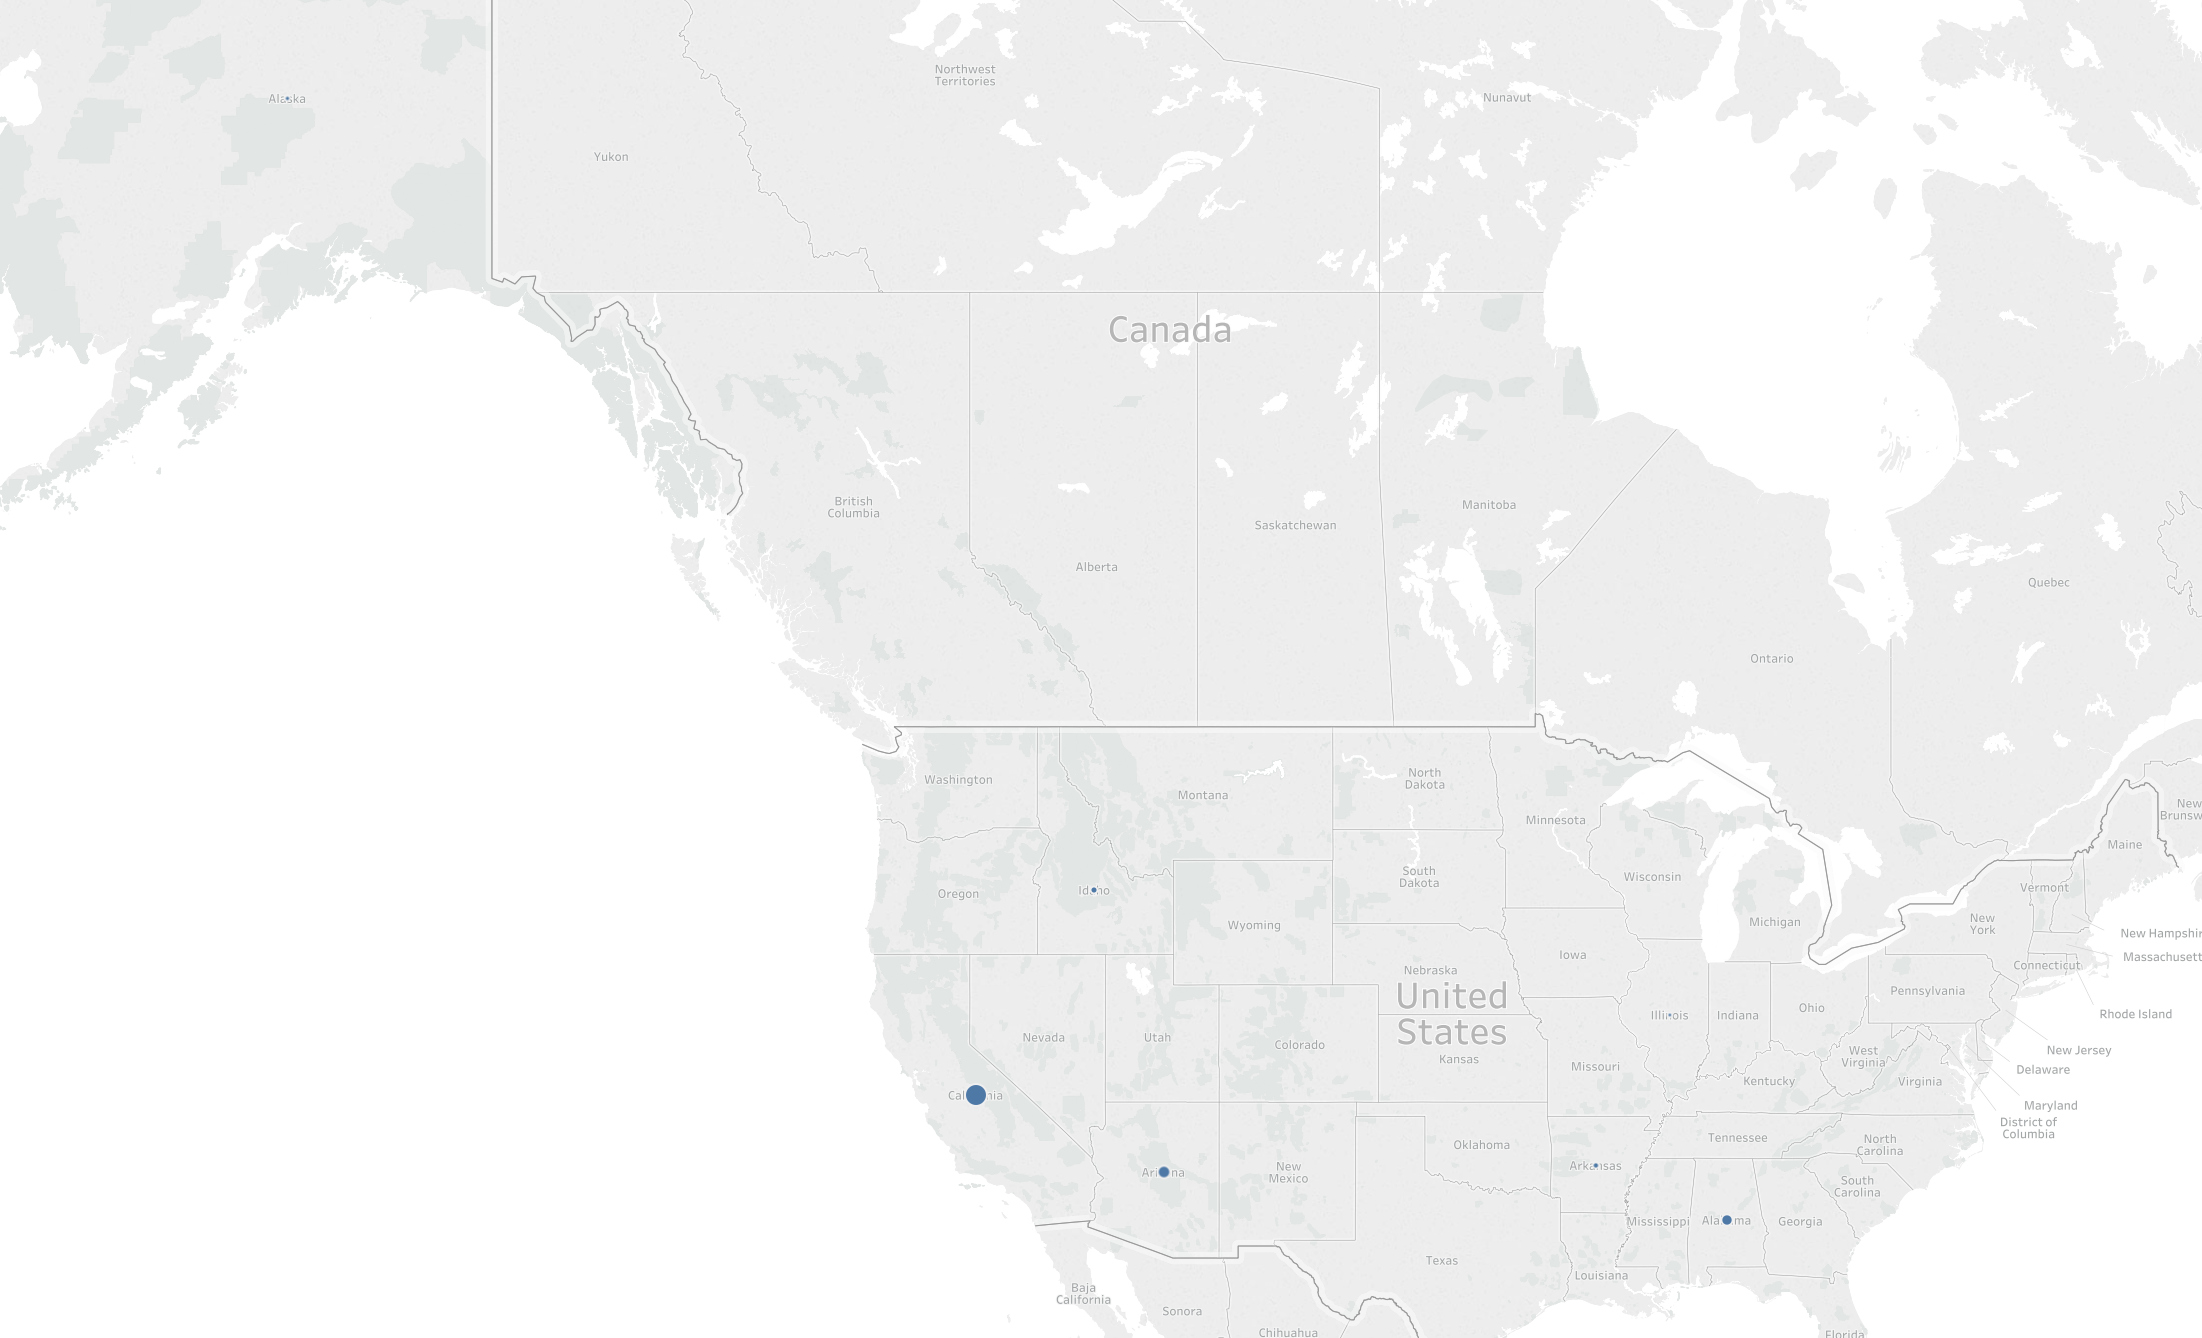 Northwest
Territories
Nunavut
Alaska
Yukon
Canada
British
Columbia
Manitoba
Saskatchewan
Alberta
Quebec
Ontario
Washington
North
Dakota
Montana
New
Brunsw
Minnesota
Maine
South
Dakota
Wisconsin
Vermont
Oregon
Michigan
New
York
Wyoming
New Hampshir
Iowa
Massachusett
Nebraska
Connecticut
Pennsylvania
United
States
Ohio
Rhode Island
Indiana
Nevada
Utah
Colorado
New Jersey
Kansas
West
Virginia
Missouri
Delaware
Kentucky
Virginia
Maryland
District of
Columbia
Tennessee
Oklahoma
North
Carolina
New
Mexico
South
Carolina
Mississippi
Georgia
Texas
Louisiana
Baja
California
Sonora
Chihuahua
Florida
Illinois
Arkansas